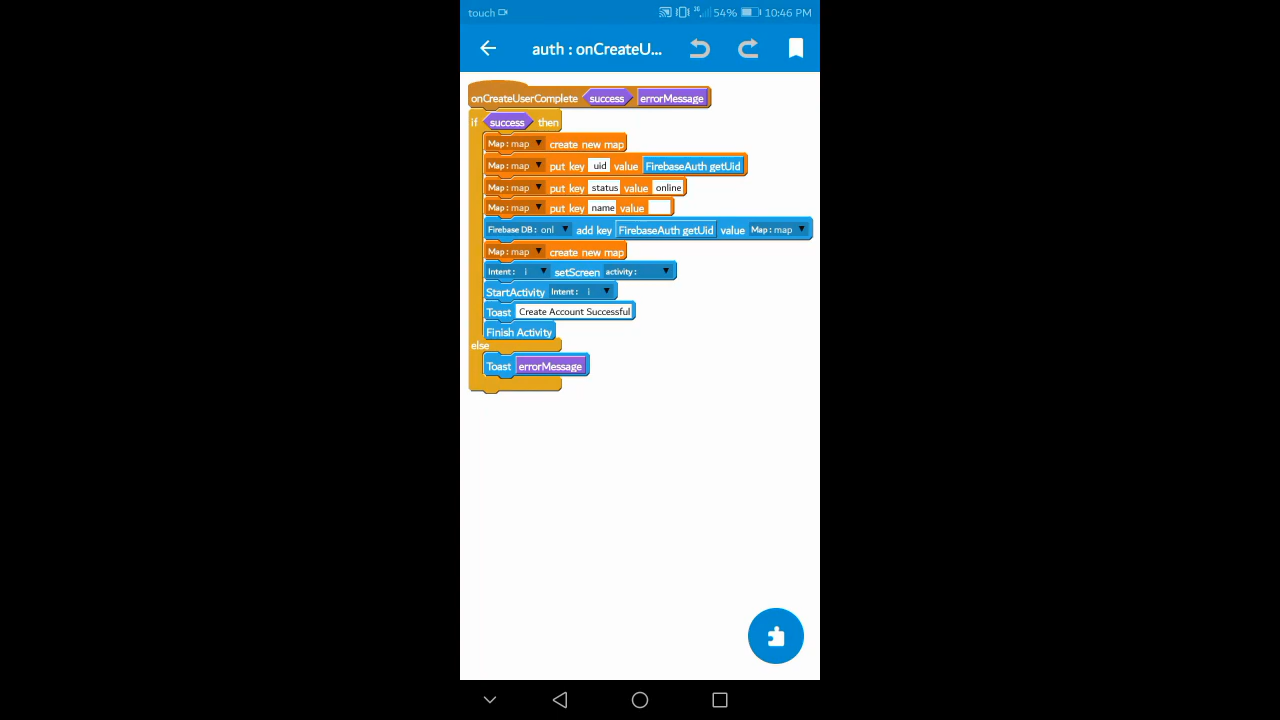 touch 3G 54% 10:46 PM
auth : onCreateU...
onCreateUserComplete success errorMessage
if success then
Map: map create new map
Map: map put key uid value FirebaseAuth getUid
Map: map put key status value online
Map: map put key name value
Firebase DB: onl add key FirebaseAuth getUid value Map: map
Map: map create new map
Intent: i setScreen activity:
StartActivity Intent: i
Toast Create Account Successful
Finish Activity
else
Toast errorMessage